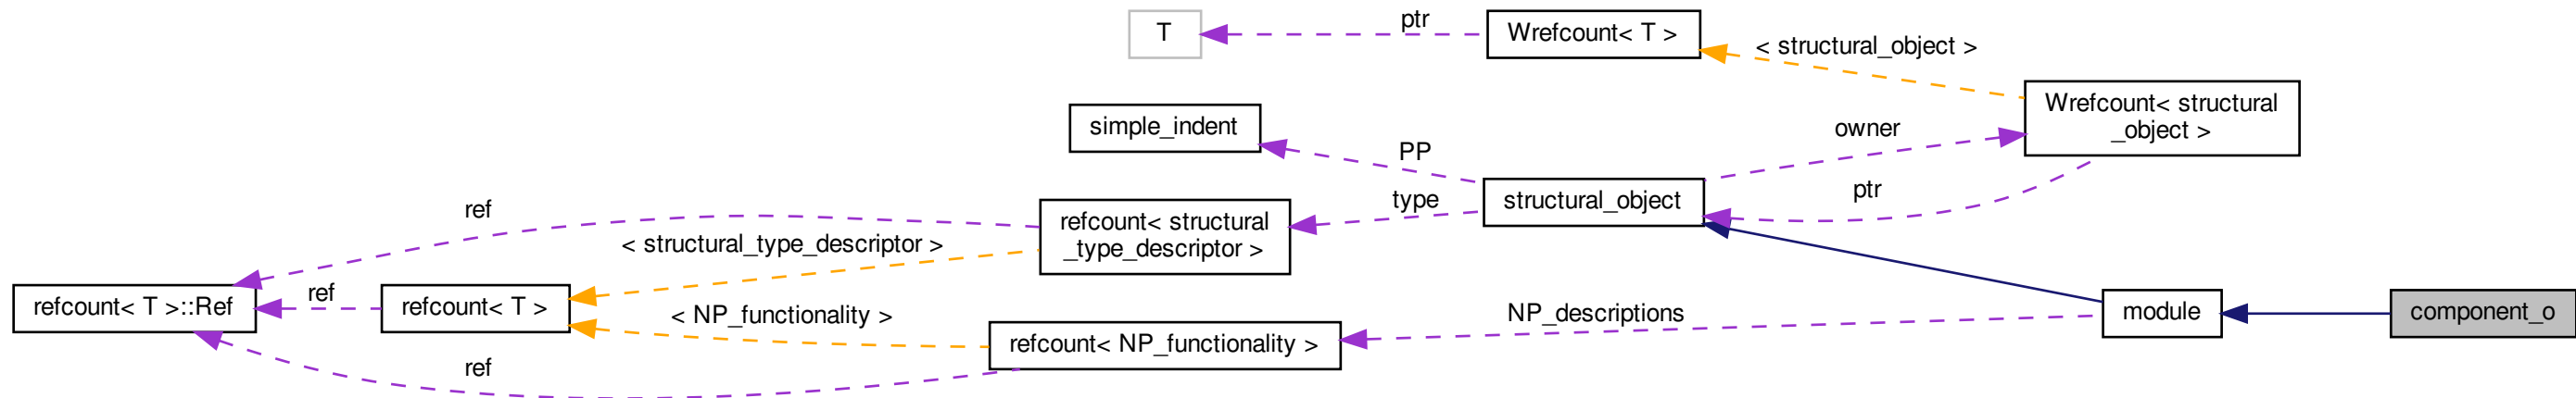 T
ptr
Wrefcount< T >
< structural_object >
Wrefcount< structural
_object >
simple_indent
PP
owner
ptr
structural_object
type
refcount< structural
_type_descriptor >
ref
< structural_type_descriptor >
refcount< T >::Ref
ref
refcount< T >
< NP_functionality >
refcount< NP_functionality >
ref
NP_descriptions
module
component_o